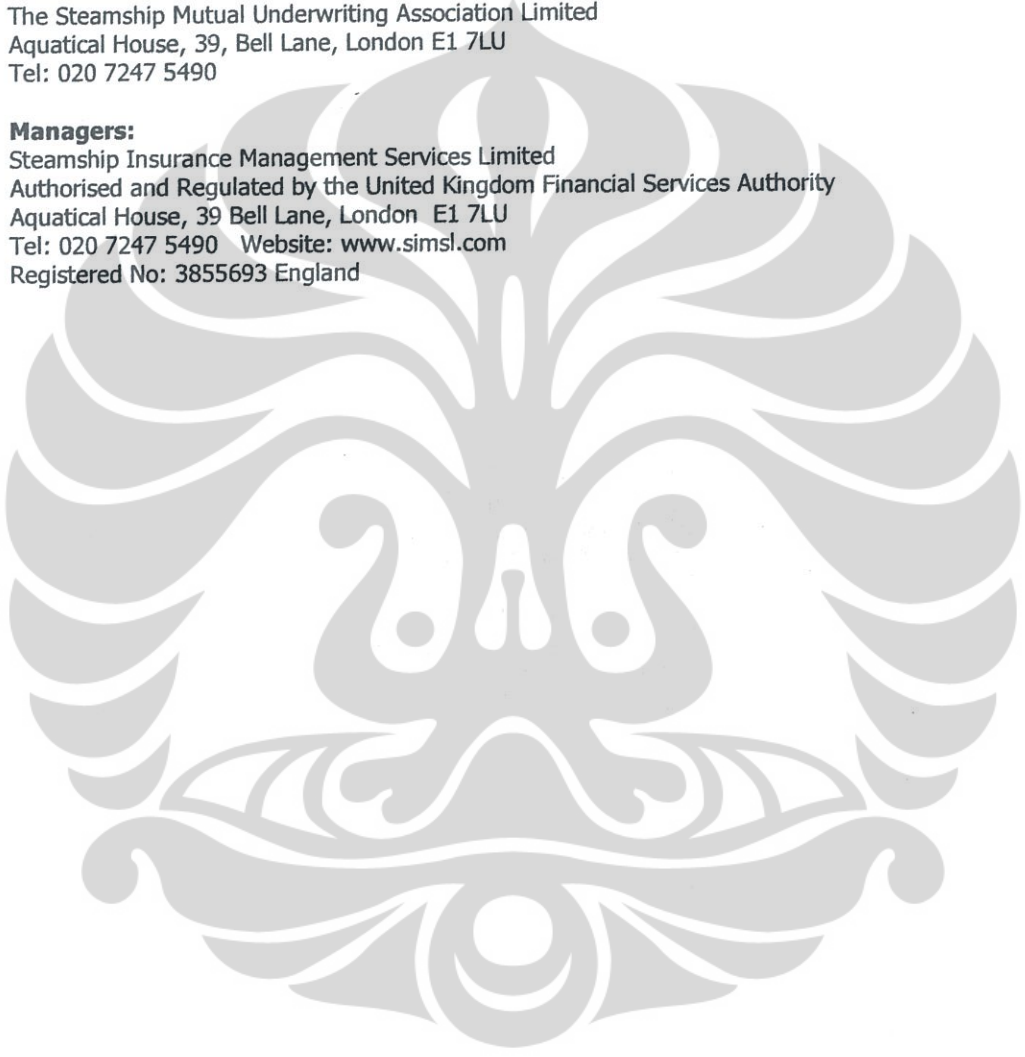 The Steamship Mutual Underwriting Association Limited
Aquatical House, 39, Bell Lane, London E1 7LU
Tel: 020 7247 5490
Managers:
Steamship Insurance Management Services Limited
Authorised and Regulated by the United Kingdom Financial Services Authority
Aquatical House, 39 Bell Lane, London E1 7LU
Tel: 020 7247 5490 Website: www.simsl.com
Registered No: 3855693 England